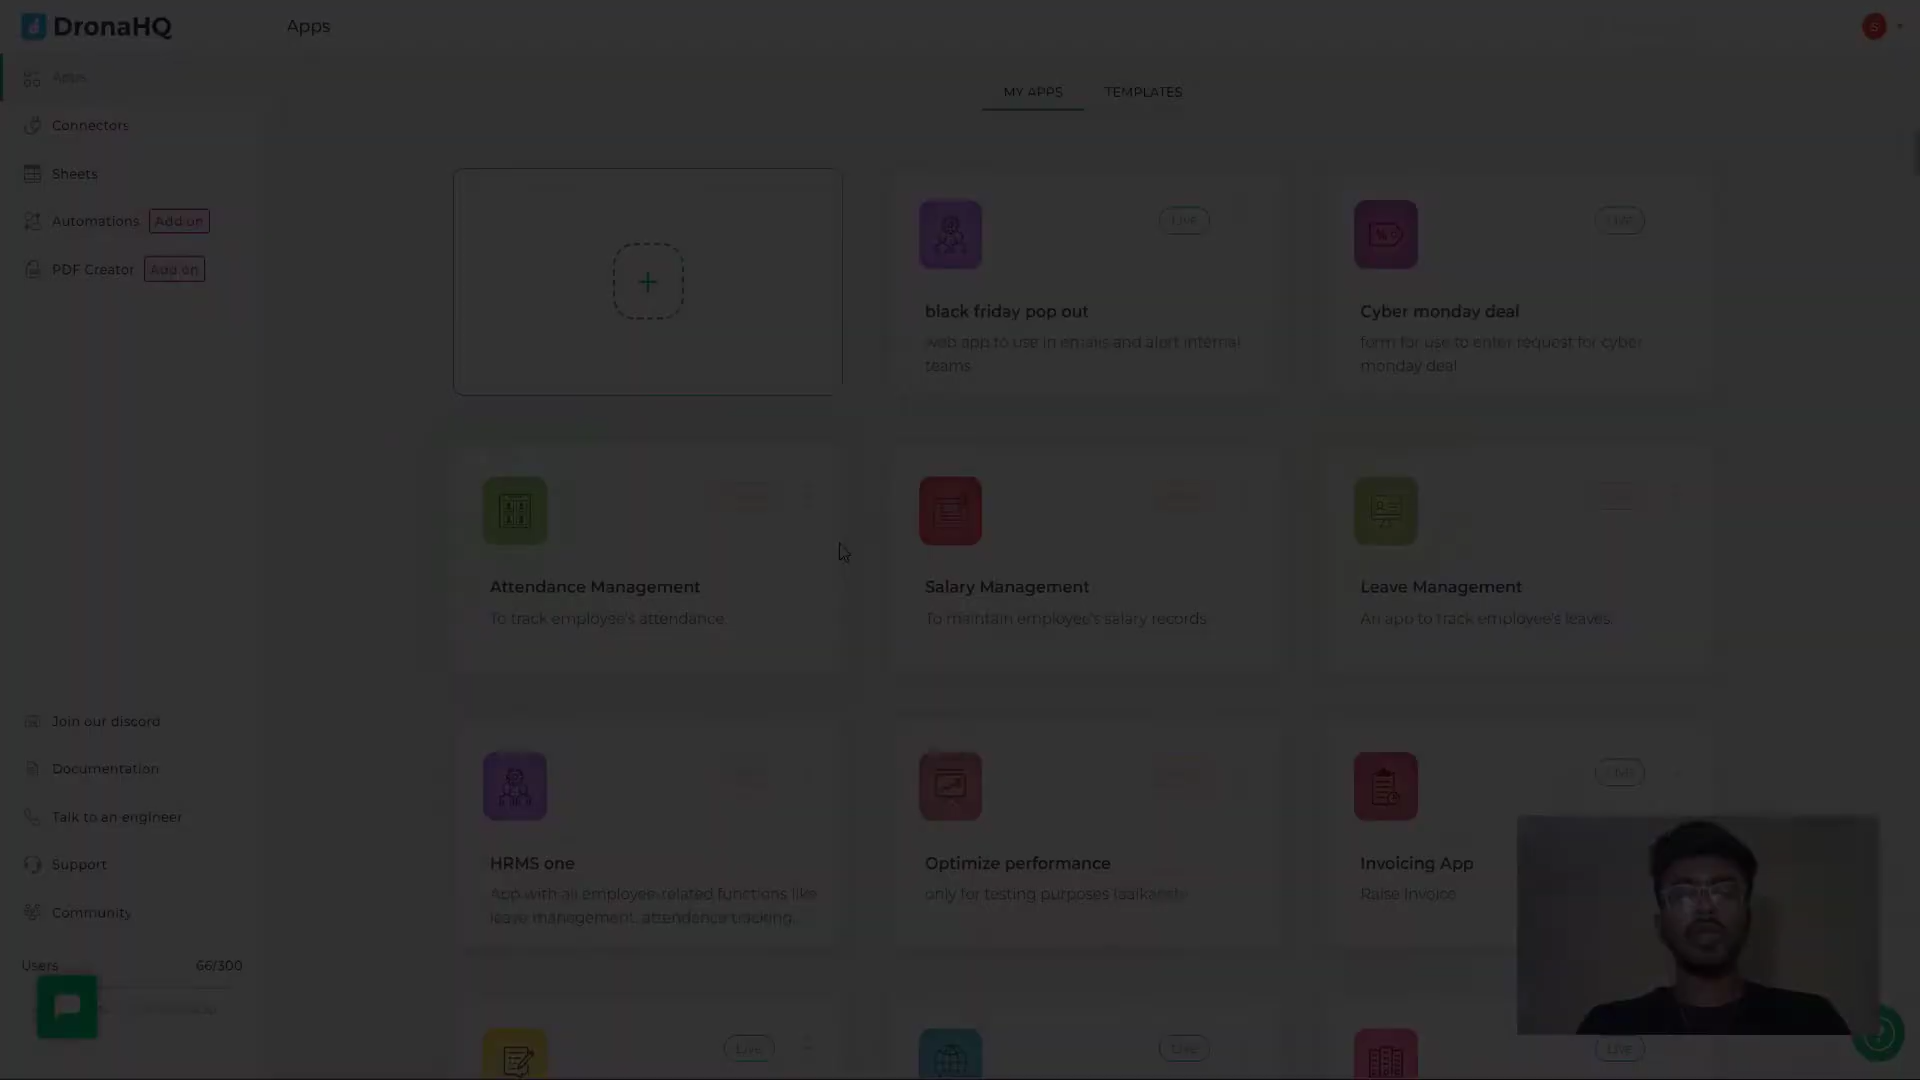 DronaHQ
Apps
S
Apps
Connectors
Sheets
Automations Add on
PDF Creator Add on
MY APPS
TEMPLATES
Live
black friday pop out
web app to use in emails and alert internal
teams
Live
Cyber monday deal
form for use to enter request for cyber
monday deal
Attendance Management
To track employee's attendance.
Salary Management
To maintain employee's salary records.
Leave Management
An app to track employee's leaves.
HRMS one
App with all employee-related functions like
leave management, attendance tracking,
Optimize performance
only for testing purposes
Live
Invoicing App
Raise Invoice
Live
Live
Live
Join our discord
Documentation
Talk to an engineer
Support
Community
Users 66/300